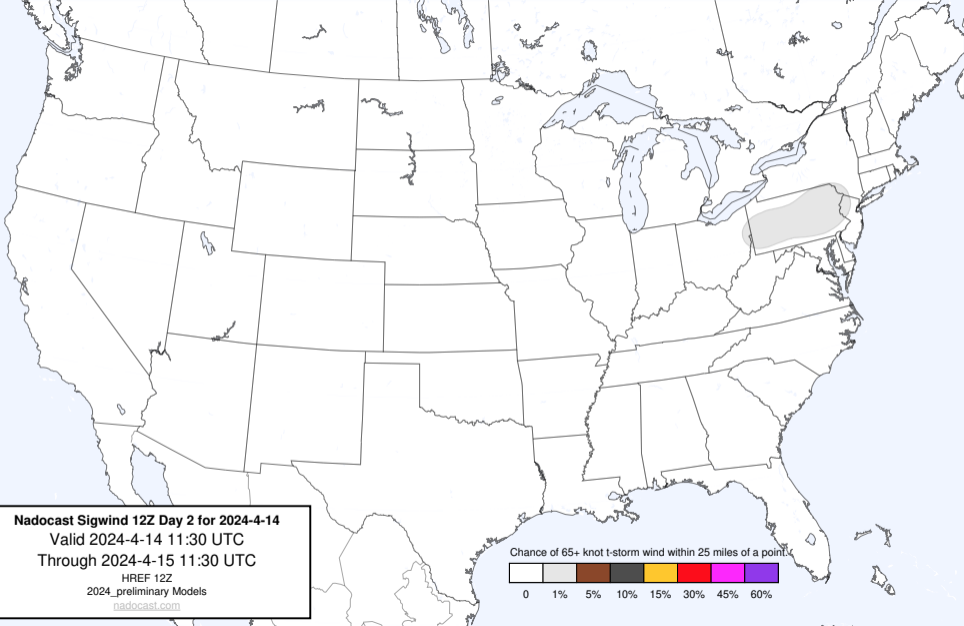 Nadocast Sigwind 12Z Day 2 for 2024-4-14
Valid 2024-4-14 11:30 UTC
Through 2024-4-15 11:30 UTC
HREF 12Z
2024_preliminary Models
nadocast.com
Chance of 65+ knot t-storm wind within 25 miles of a point.
0 1% 5% 10% 15% 30% 45% 60%